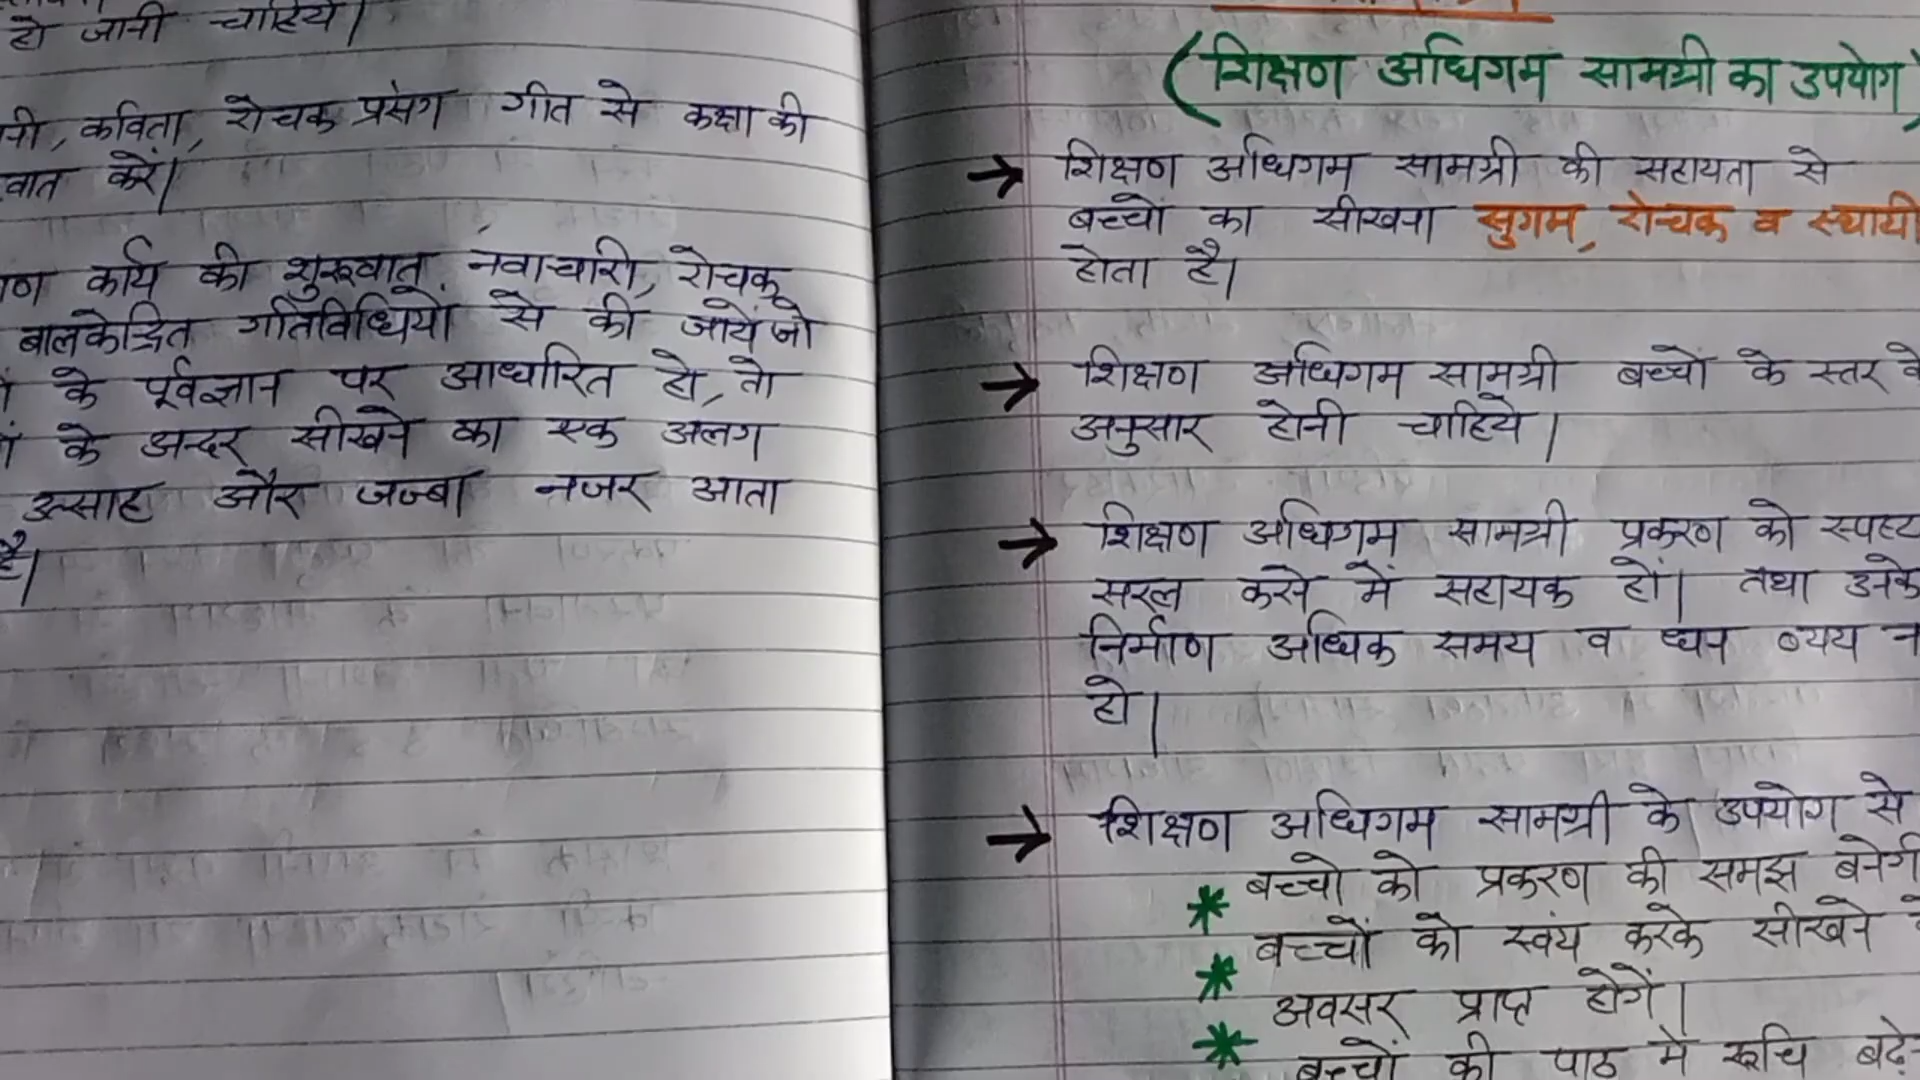 हो जानी चाहिये।
कविता, रोचक प्रसंग गीत से कक्षा की
करें।
कार्य की शुरूवात नवाचारी, रोचक
बालकेन्द्रित गतिविधियों से की जायें जो
के पूर्वज्ञान पर आधारित हो, तो
के अन्दर सीखने का एक अलग
उत्साह और जज्बा नजर आता
है।
(शिक्षण अधिगम सामग्री का उपयोग)
→ शिक्षण अधिगम सामग्री की सहायता से
बच्चों का सीखना सुगम, रोचक व स्थायी
होता है।
→ शिक्षण अधिगम सामग्री बच्चों के स्तर के
अनुसार होनी चाहिये।
→ शिक्षण अधिगम सामग्री प्रकरण को स्पष्ट
सरल करने में सहायक हों। तथा उनके
निर्माण अधिक समय व धन व्यय न
हो।
→ शिक्षण अधिगम सामग्री के उपयोग से
* बच्चो को प्रकरण की समझ बनेगी
* बच्चों को स्वंय करके सीखने के
अवसर प्राप्त होगें।
* बच्चों की पाठ में रूचि